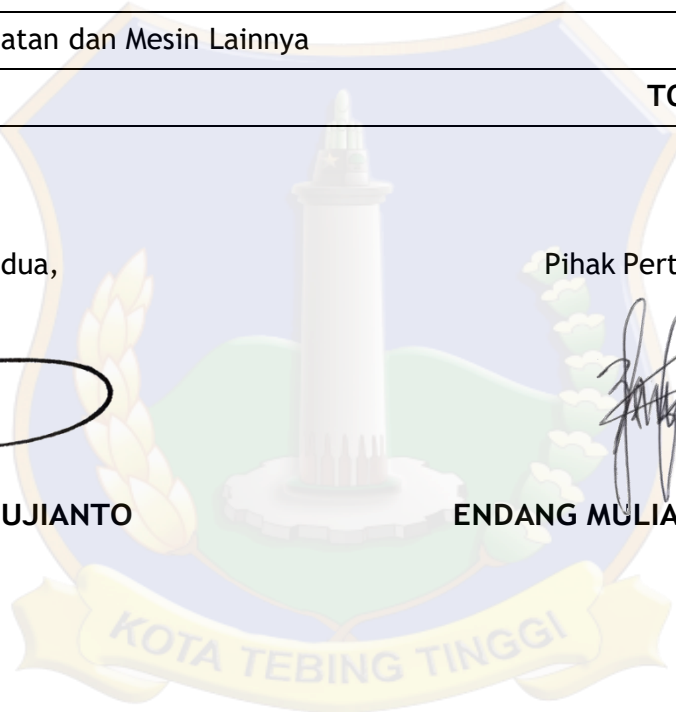 atan dan Mesin Lainnya
TO
dua,
Pihak Pert
UJIANTO
ENDANG MULIA
KOTA TEBING TINGGI